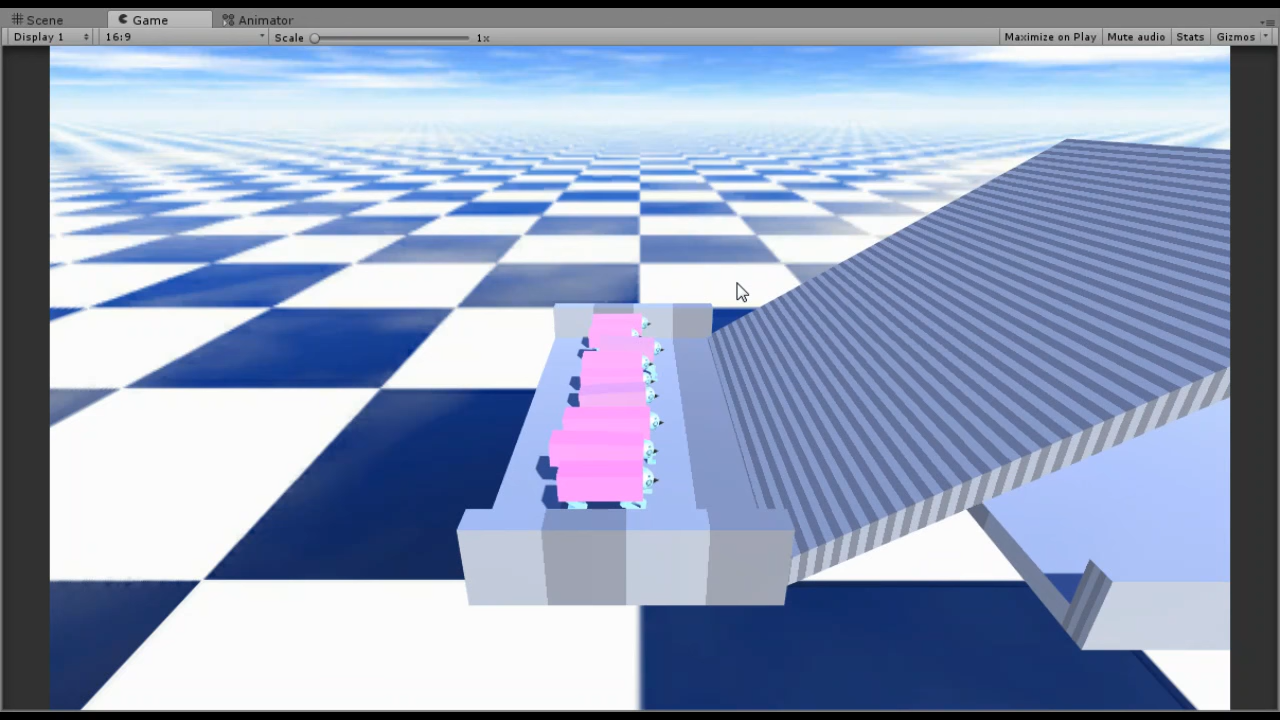 Scene Game Animator
Display 1 16:9 Scale 1x Maximize on Play Mute audio Stats Gizmos